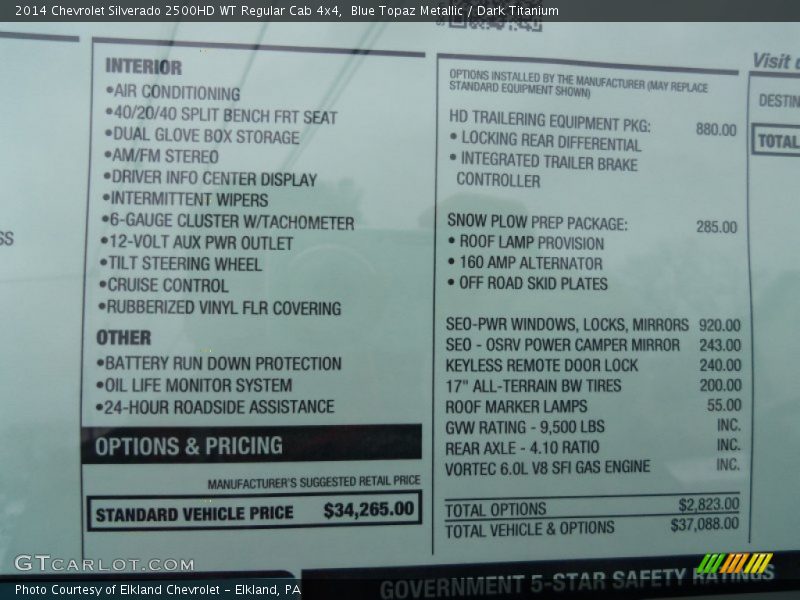 2014 Chevrolet Silverado 2500HD WT Regular Cab 4x4, Blue Topaz Metallic / Dark Titanium
SS
INTERIOR
•AIR CONDITIONING
•40/20/40 SPLIT BENCH FRT SEAT
•DUAL GLOVE BOX STORAGE
•AM/FM STEREO
•DRIVER INFO CENTER DISPLAY
•INTERMITTENT WIPERS
•6-GAUGE CLUSTER W/TACHOMETER
•12-VOLT AUX PWR OUTLET
•TILT STEERING WHEEL
•CRUISE CONTROL
•RUBBERIZED VINYL FLR COVERING
OTHER
•BATTERY RUN DOWN PROTECTION
•OIL LIFE MONITOR SYSTEM
•24-HOUR ROADSIDE ASSISTANCE
OPTIONS & PRICING
MANUFACTURER'S SUGGESTED RETAIL PRICE
STANDARD VEHICLE PRICE $34,265.00
OPTIONS INSTALLED BY THE MANUFACTURER (MAY REPLACE
STANDARD EQUIPMENT SHOWN)
HD TRAILERING EQUIPMENT PKG: 880.00
• LOCKING REAR DIFFERENTIAL
• INTEGRATED TRAILER BRAKE
CONTROLLER
SNOW PLOW PREP PACKAGE: 285.00
• ROOF LAMP PROVISION
• 160 AMP ALTERNATOR
• OFF ROAD SKID PLATES
SEO-PWR WINDOWS, LOCKS, MIRRORS 920.00
SEO - OSRV POWER CAMPER MIRROR 243.00
KEYLESS REMOTE DOOR LOCK 240.00
17" ALL-TERRAIN BW TIRES 200.00
ROOF MARKER LAMPS 55.00
GVW RATING - 9,500 LBS INC.
REAR AXLE - 4.10 RATIO INC.
VORTEC 6.0L V8 SFI GAS ENGINE INC.
TOTAL OPTIONS $2,823.00
TOTAL VEHICLE & OPTIONS $37,088.00
Visit
DESTIN
TOTAL
GOVERNMENT 5-STAR SAFETY RATINGS
GTCARLOT.COM
Photo Courtesy of Elkland Chevrolet - Elkland, PA